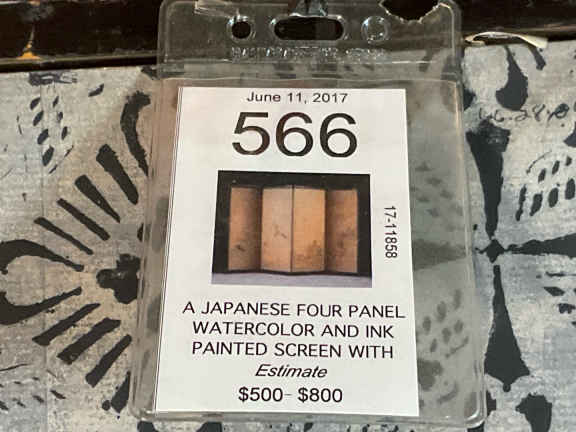 June 11, 2017
566
17-11858
A JAPANESE FOUR PANEL
WATERCOLOR AND INK
PAINTED SCREEN WITH
Estimate
$500- $800